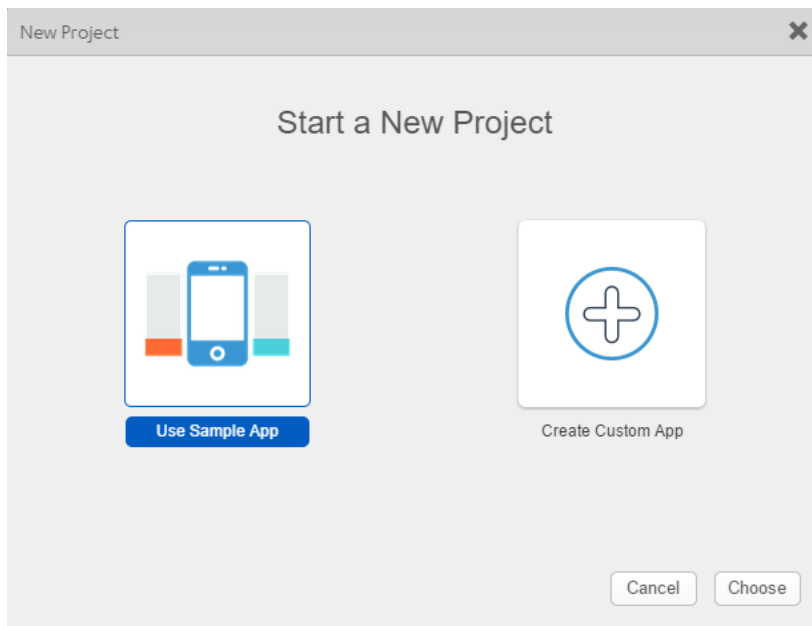 New Project
Start a New Project
Use Sample App
Create Custom App
Cancel
Choose